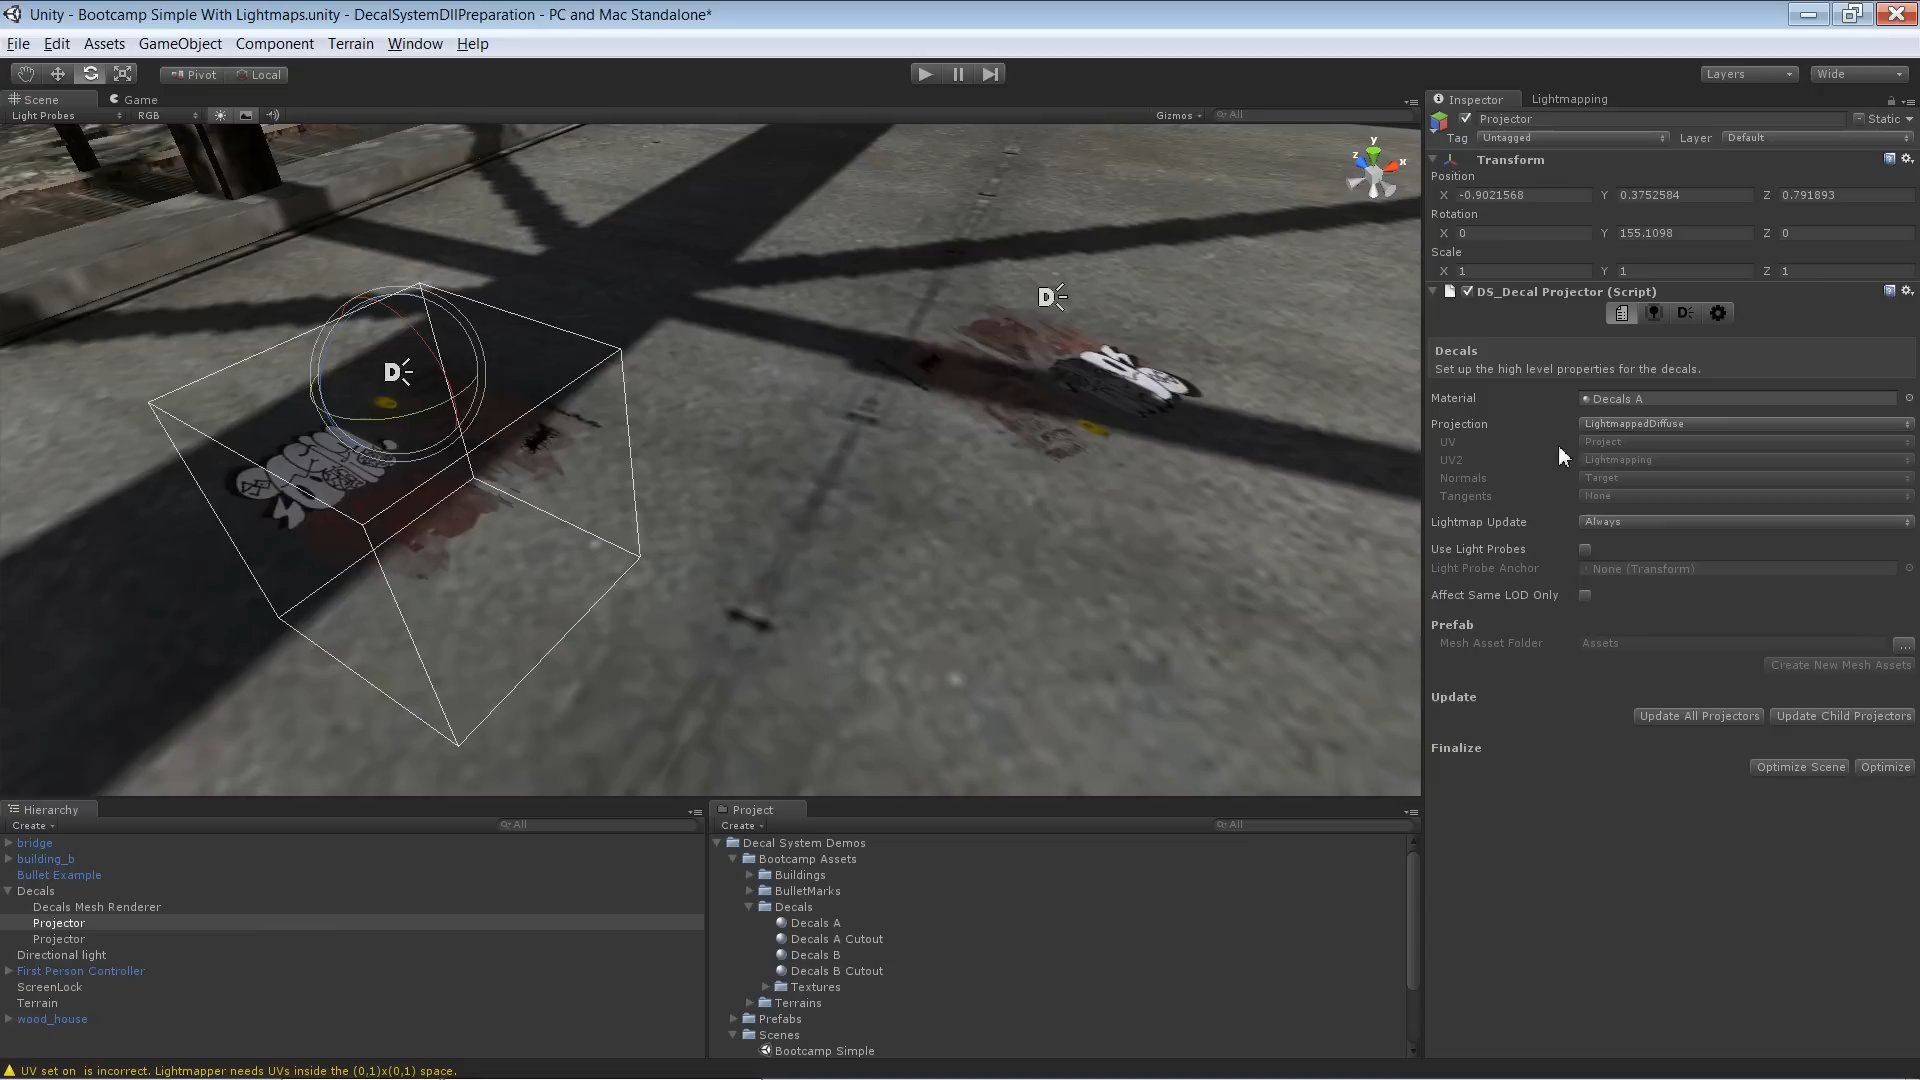 Unity - Bootcamp Simple With Lightmaps.unity - DecalSystemDllPreparation - PC and Mac Standalone*
File Edit Assets GameObject Component Terrain Window Help
Pivot Local
Layers Wide
Scene Game
Light Probes RGB Gizmos All
Inspector Lightmapping
Projector Static
Tag Untagged Layer Default
Transform
Position
X -0.9021568 Y 0.3752584 Z 0.791893
Rotation
X 0 Y 155.1098 Z 0
Scale
X 1 Y 1 Z 1
DS_Decal Projector (Script)
D
Decals
Set up the high level properties for the decals.
Material Decals A
Projection LightmappedDiffuse
UV Project
UV2 Lightmapping
Normals Target
Tangents None
Lightmap Update Always
Use Light Probes
Light Probe Anchor None (Transform)
Affect Same LOD Only
Prefab
Mesh Asset Folder Assets ...
Create New Mesh Assets
Update
Update All Projectors Update Child Projectors
Finalize
Optimize Scene Optimize
y
z x
D
D
Hierarchy
Create All
bridge
building_b
Bullet Example
Decals
Decals Mesh Renderer
Projector
Projector
Directional light
First Person Controller
ScreenLock
Terrain
wood_house
Project
Create All
Decal System Demos
Bootcamp Assets
Buildings
BulletMarks
Decals
Decals A
Decals A Cutout
Decals B
Decals B Cutout
Textures
Terrains
Prefabs
Scenes
Bootcamp Simple
UV set on is incorrect. Lightmapper needs UVs inside the (0,1)x(0,1) space.